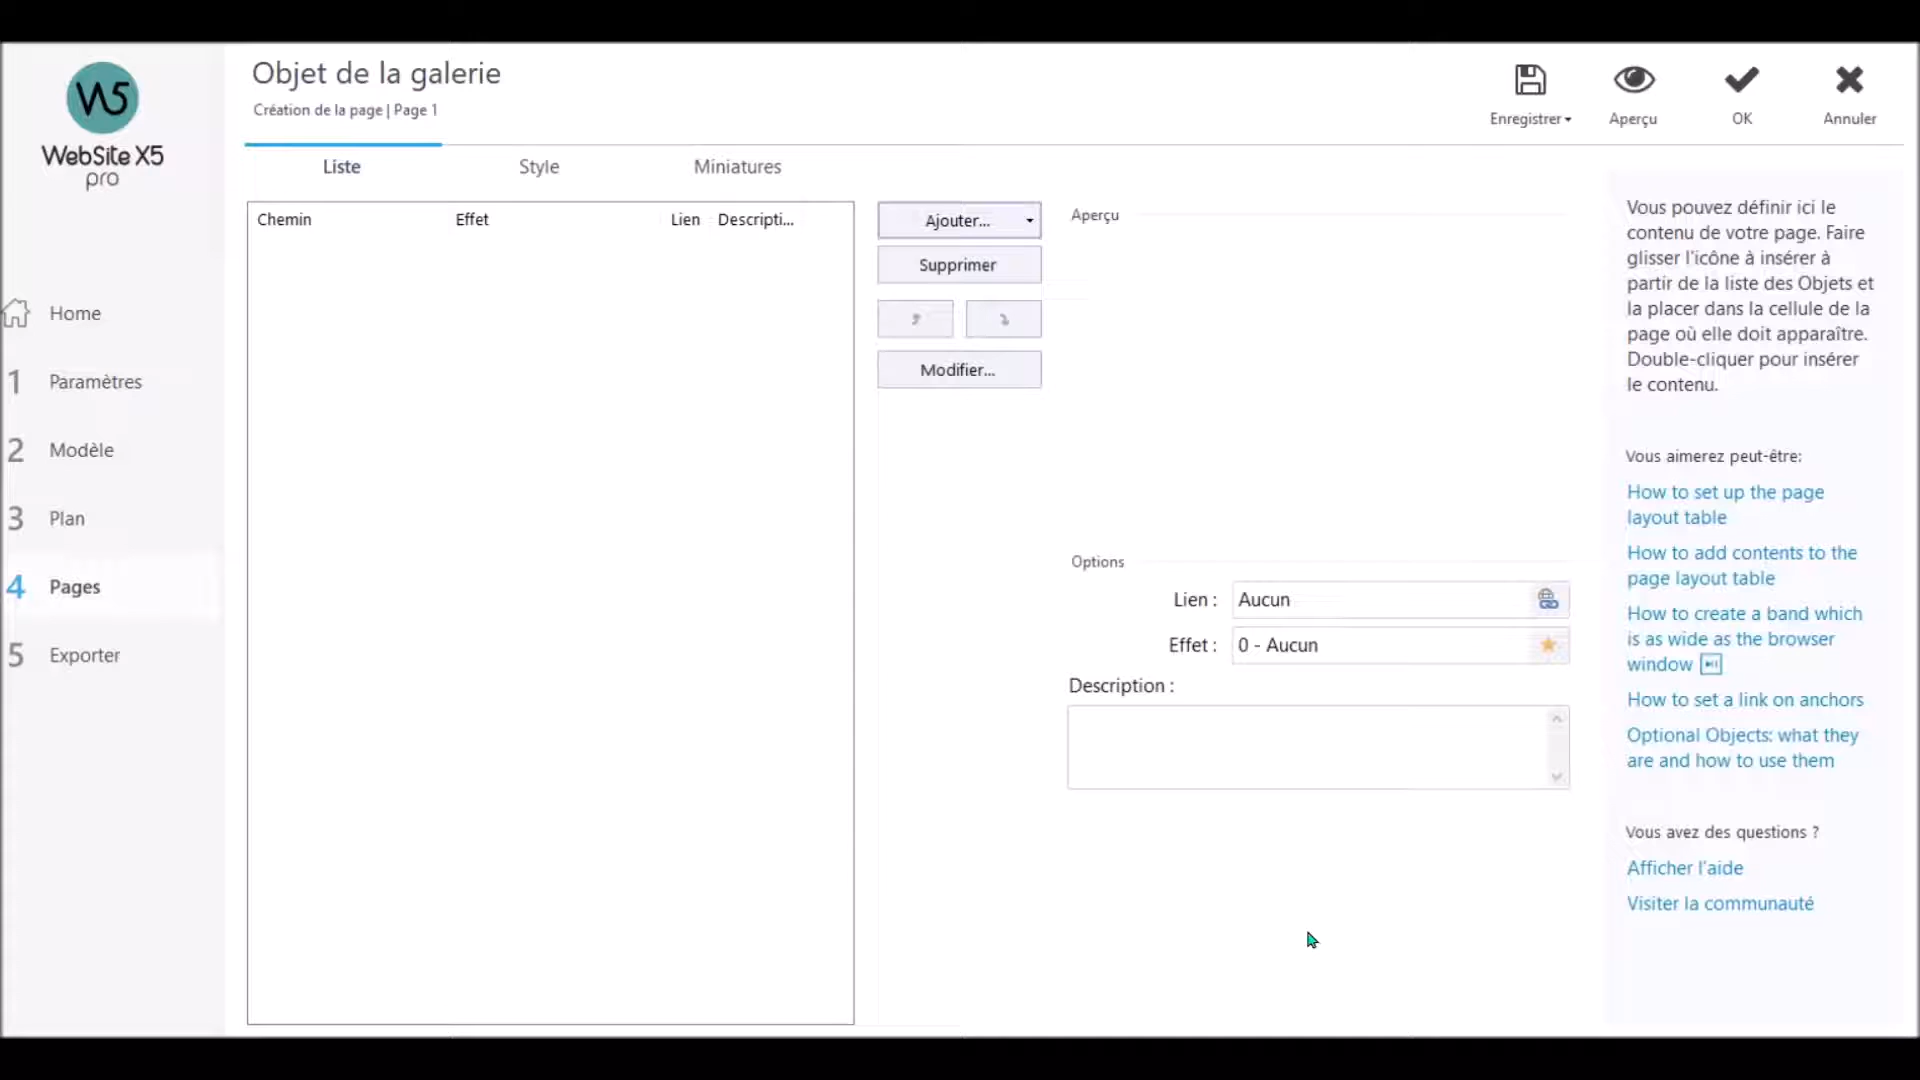 W5
WebSite X5
pro
Home
1 Paramètres
2 Modèle
3 Plan
4 Pages
5 Exporter
Objet de la galerie
Création de la page | Page 1
Enregistrer
Aperçu
OK
Annuler
Liste
Style
Miniatures
Chemin
Effet
Lien
Descripti...
Ajouter...
Supprimer
Modifier...
Aperçu
Options
Lien :
Aucun
Effet :
0 - Aucun
Description :
Vous pouvez définir ici le
contenu de votre page. Faire
glisser l'icône à insérer à
partir de la liste des Objets et
la placer dans la cellule de la
page où elle doit apparaître.
Double-cliquer pour insérer
le contenu.
Vous aimerez peut-être:
How to set up the page
layout table
How to add contents to the
page layout table
How to create a band which
is as wide as the browser
window
How to set a link on anchors
Optional Objects: what they
are and how to use them
Vous avez des questions ?
Afficher l'aide
Visiter la communauté